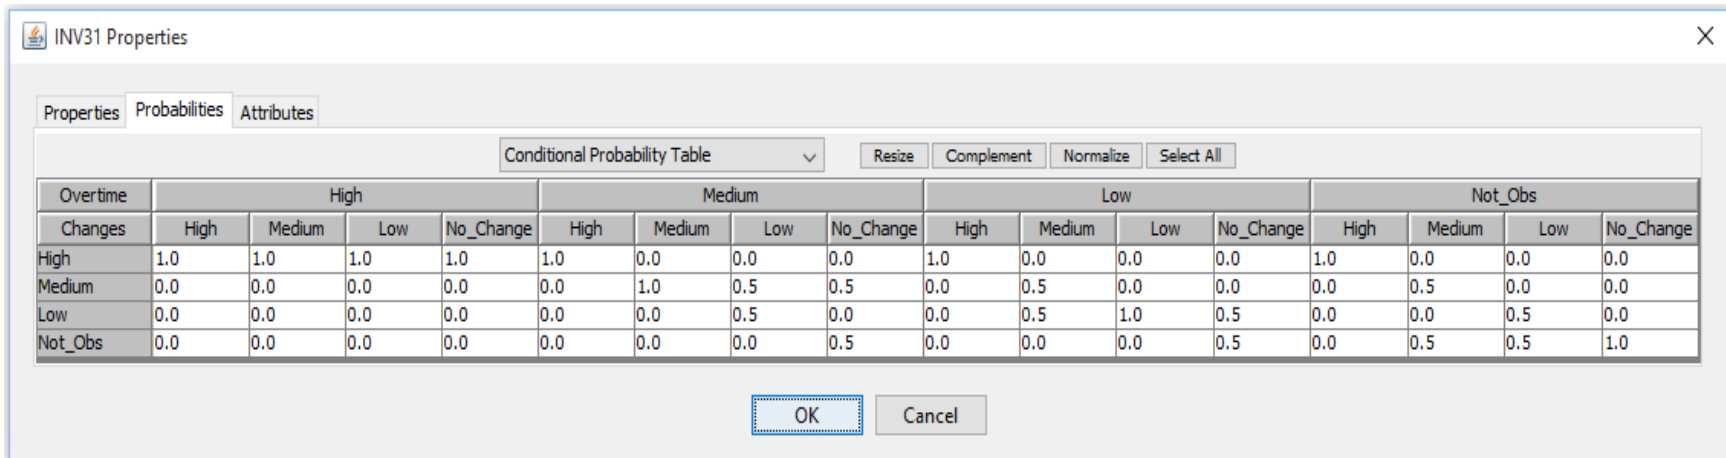 INV31 Properties
Properties Probabilities Attributes
Conditional Probability Table Resize Complement Normalize Select All
Overtime High Medium Low Not_Obs
Changes High Medium Low No_Change High Medium Low No_Change High Medium Low No_Change High Medium Low No_Change
High 1.0 1.0 1.0 1.0 1.0 0.0 0.0 0.0 1.0 0.0 0.0 0.0 1.0 0.0 0.0 0.0
Medium 0.0 0.0 0.0 0.0 0.0 1.0 0.5 0.5 0.0 0.5 0.0 0.0 0.0 0.5 0.0 0.0
Low 0.0 0.0 0.0 0.0 0.0 0.0 0.5 0.0 0.0 0.5 1.0 0.5 0.0 0.0 0.5 0.0
Not_Obs 0.0 0.0 0.0 0.0 0.0 0.0 0.0 0.5 0.0 0.0 0.0 0.5 0.0 0.5 0.5 1.0
OK Cancel